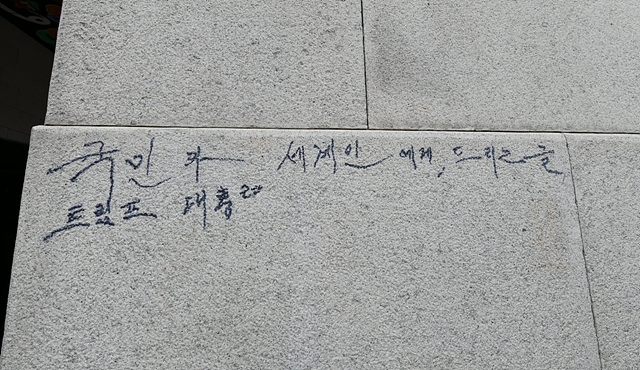 국민과 세계인에게, 드리는글
트럼프 대통령